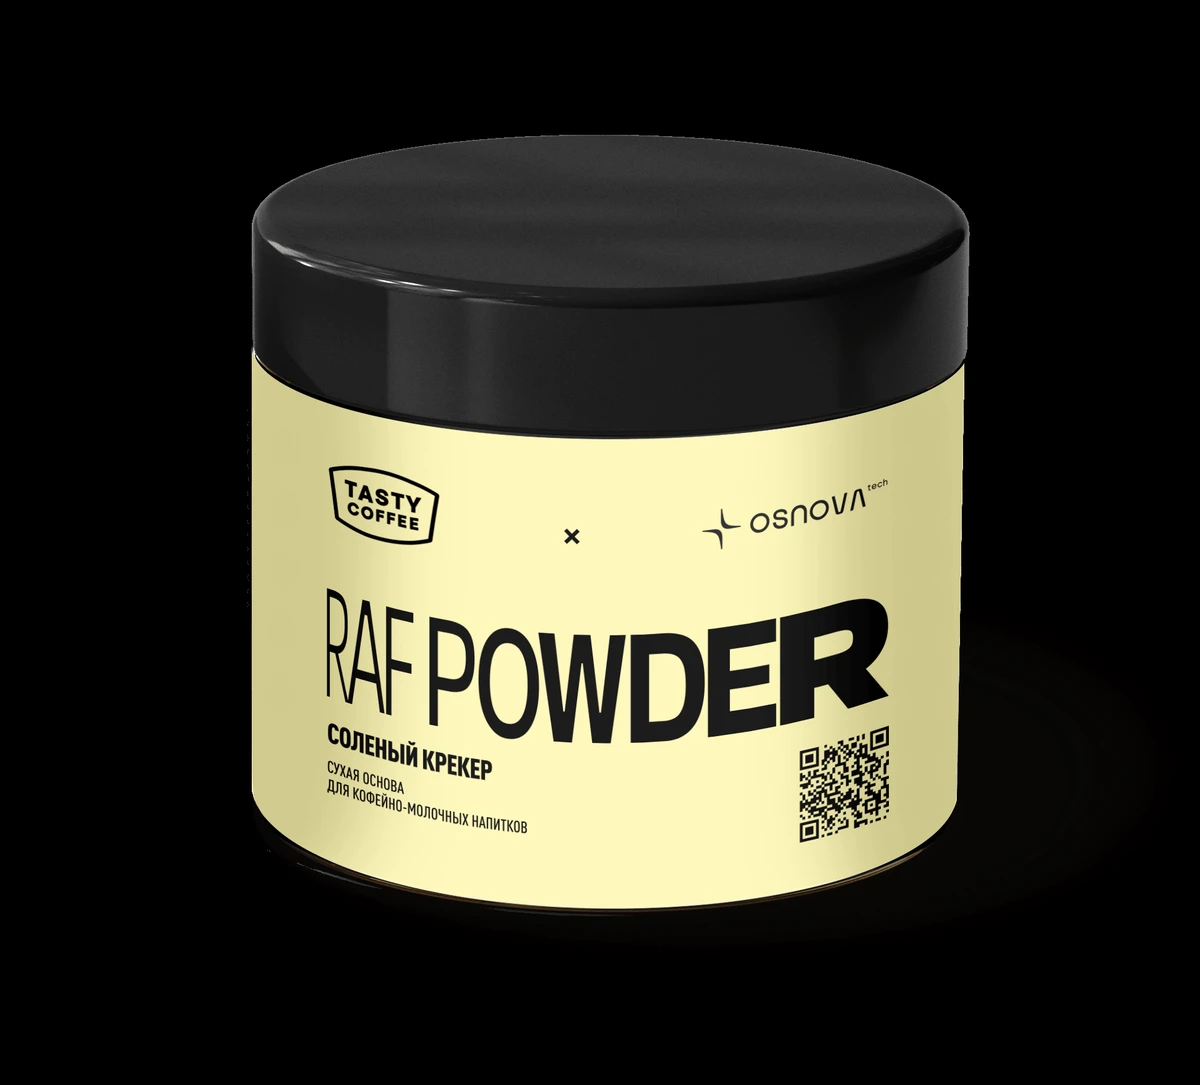 TASTY
COFFEE
×
OSNOVA tech
RAF POWDER
СОЛЕНЫЙ КРЕКЕР
СУХАЯ ОСНОВА
ДЛЯ КОФЕЙНО-МОЛОЧНЫХ НАПИТКОВ